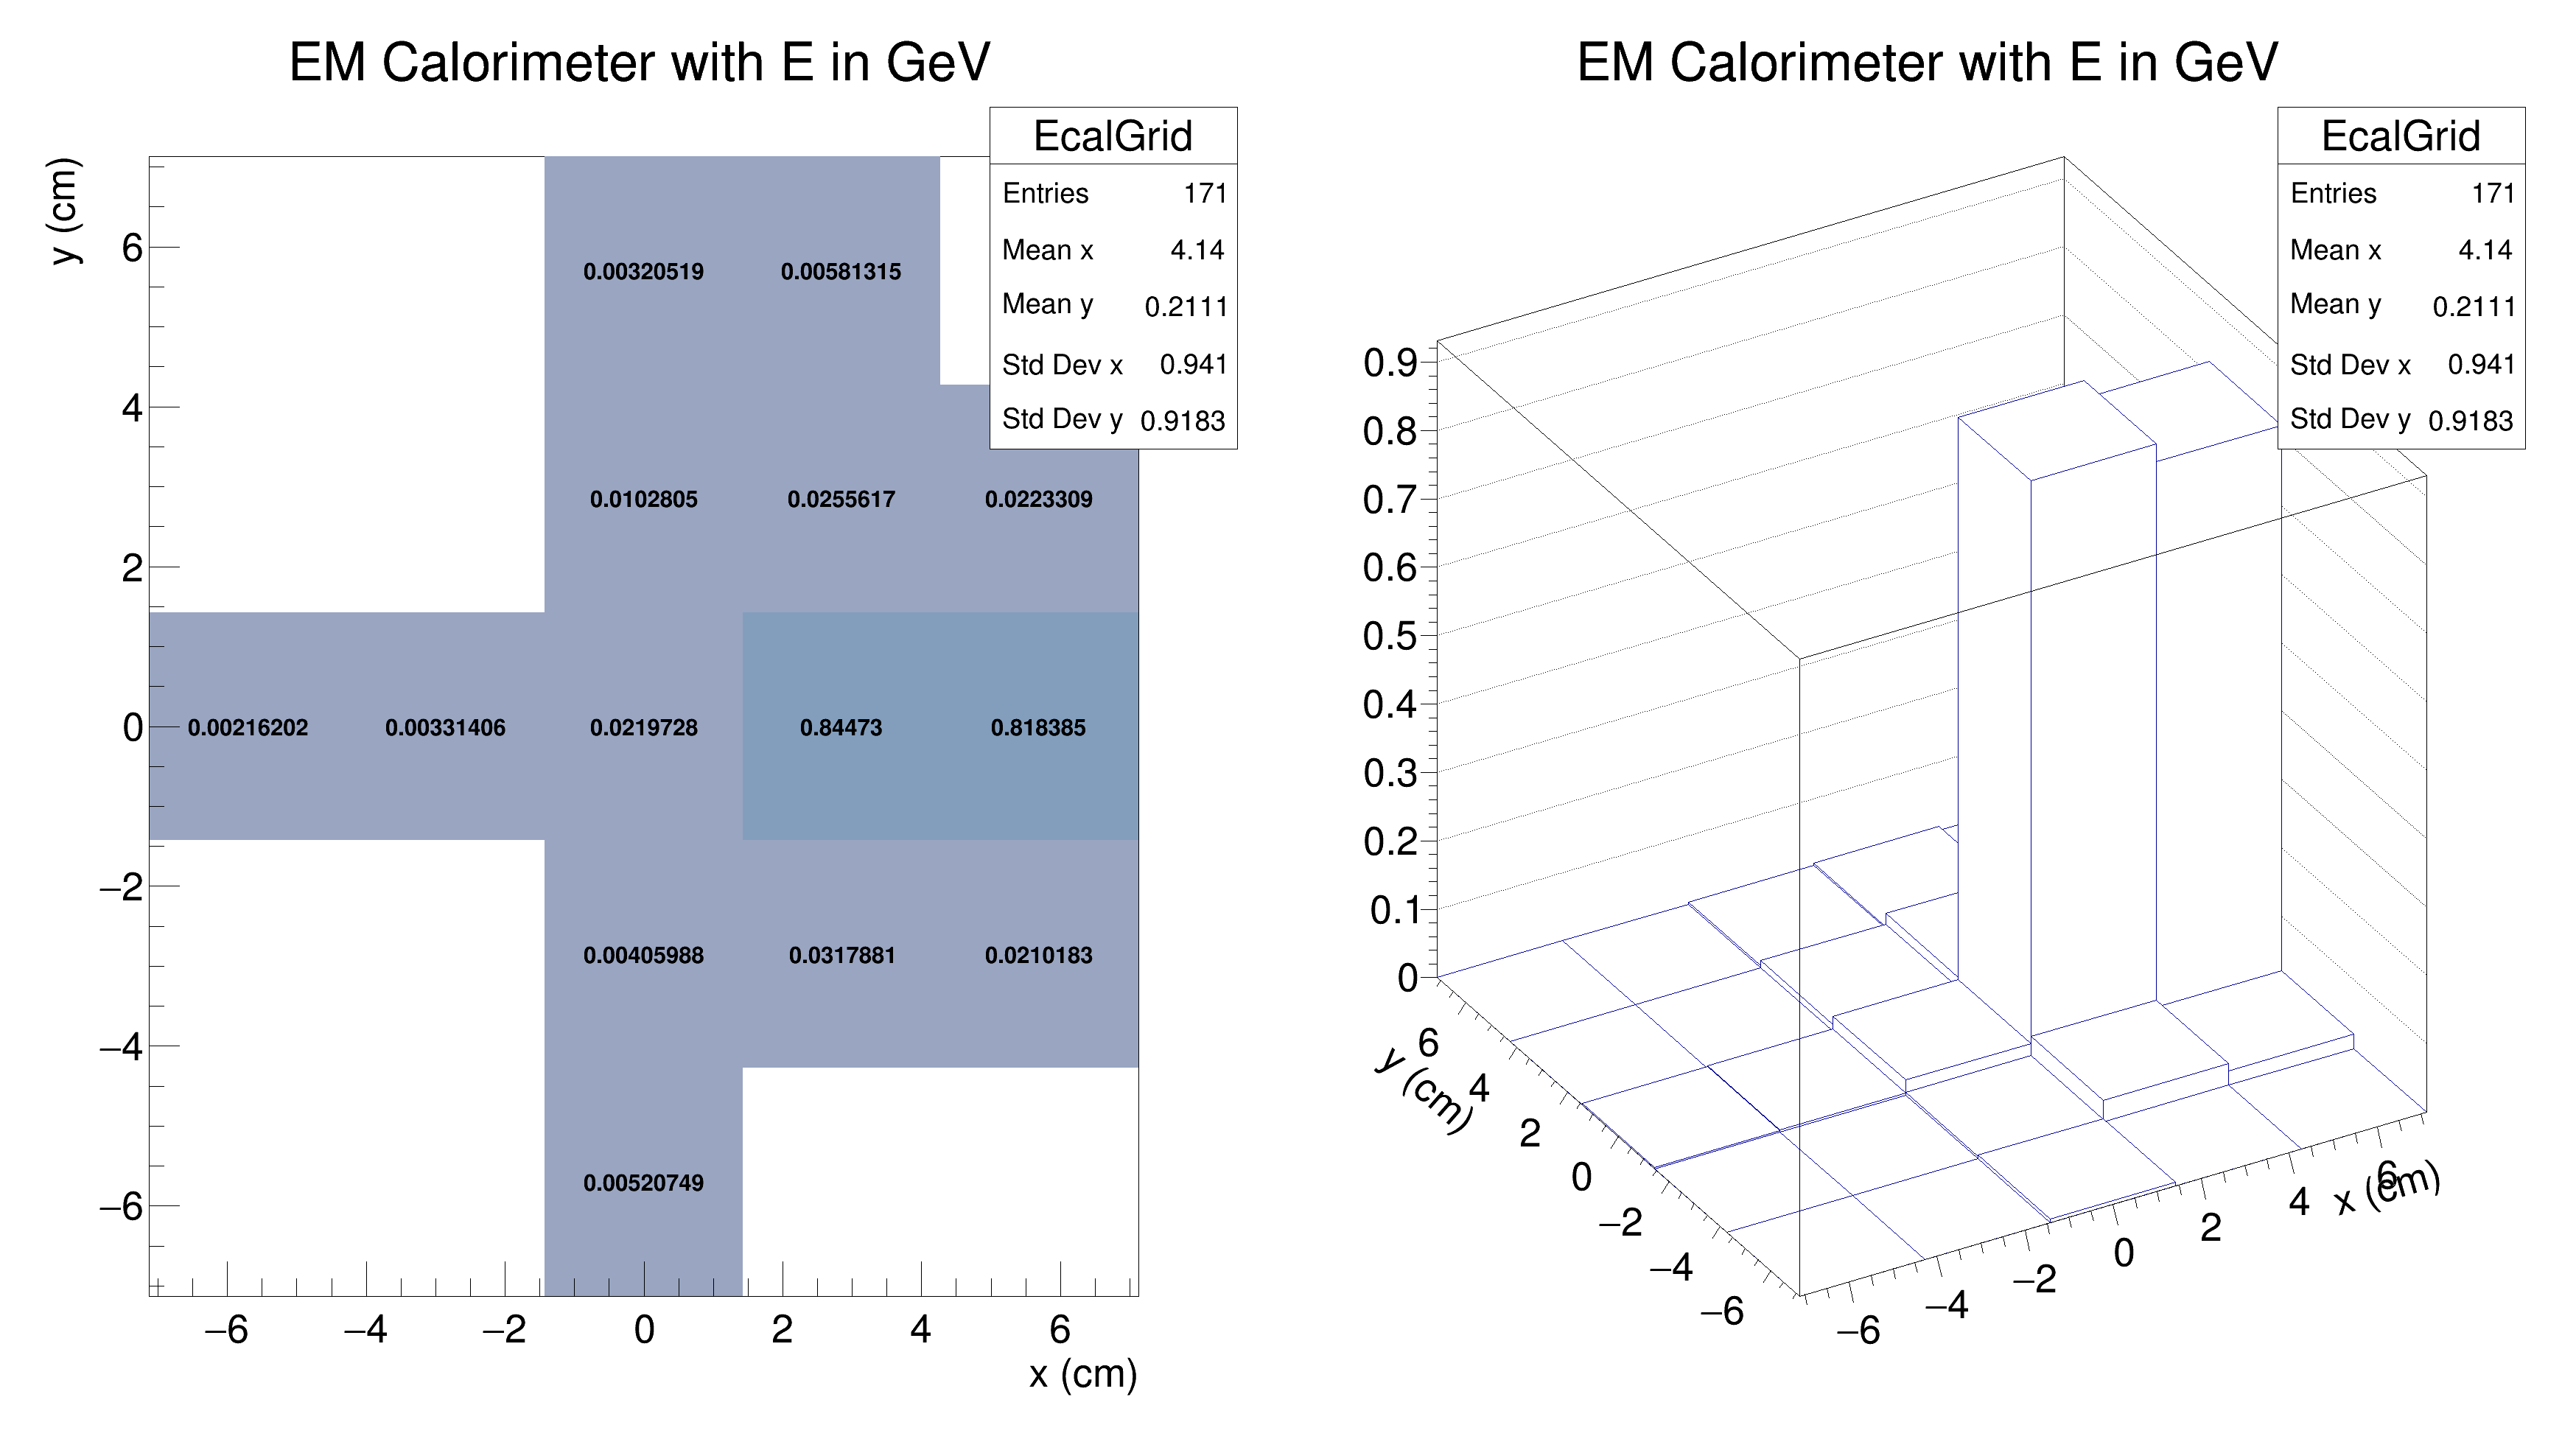 EM Calorimeter with E in GeV
EcalGrid
Entries 171
Mean x 4.14
Mean y 0.2111
Std Dev x 0.941
Std Dev y 0.9183
y (cm)
6
4
2
0
−2
−4
−6
0.00320519 0.00581315
0.0102805 0.0255617 0.0223309
0.00216202 0.00331406 0.0219728 0.84473 0.818385
0.00405988 0.0317881 0.0210183
0.00520749
−6 −4 −2 0 2 4 6
x (cm)
EM Calorimeter with E in GeV
EcalGrid
Entries 171
Mean x 4.14
Mean y 0.2111
Std Dev x 0.941
Std Dev y 0.9183
0.9
0.8
0.7
0.6
0.5
0.4
0.3
0.2
0.1
0
y (cm)
6
4
2
0
−2
−4
−6
−6 −4 −2 0 2 4 6
x (cm)